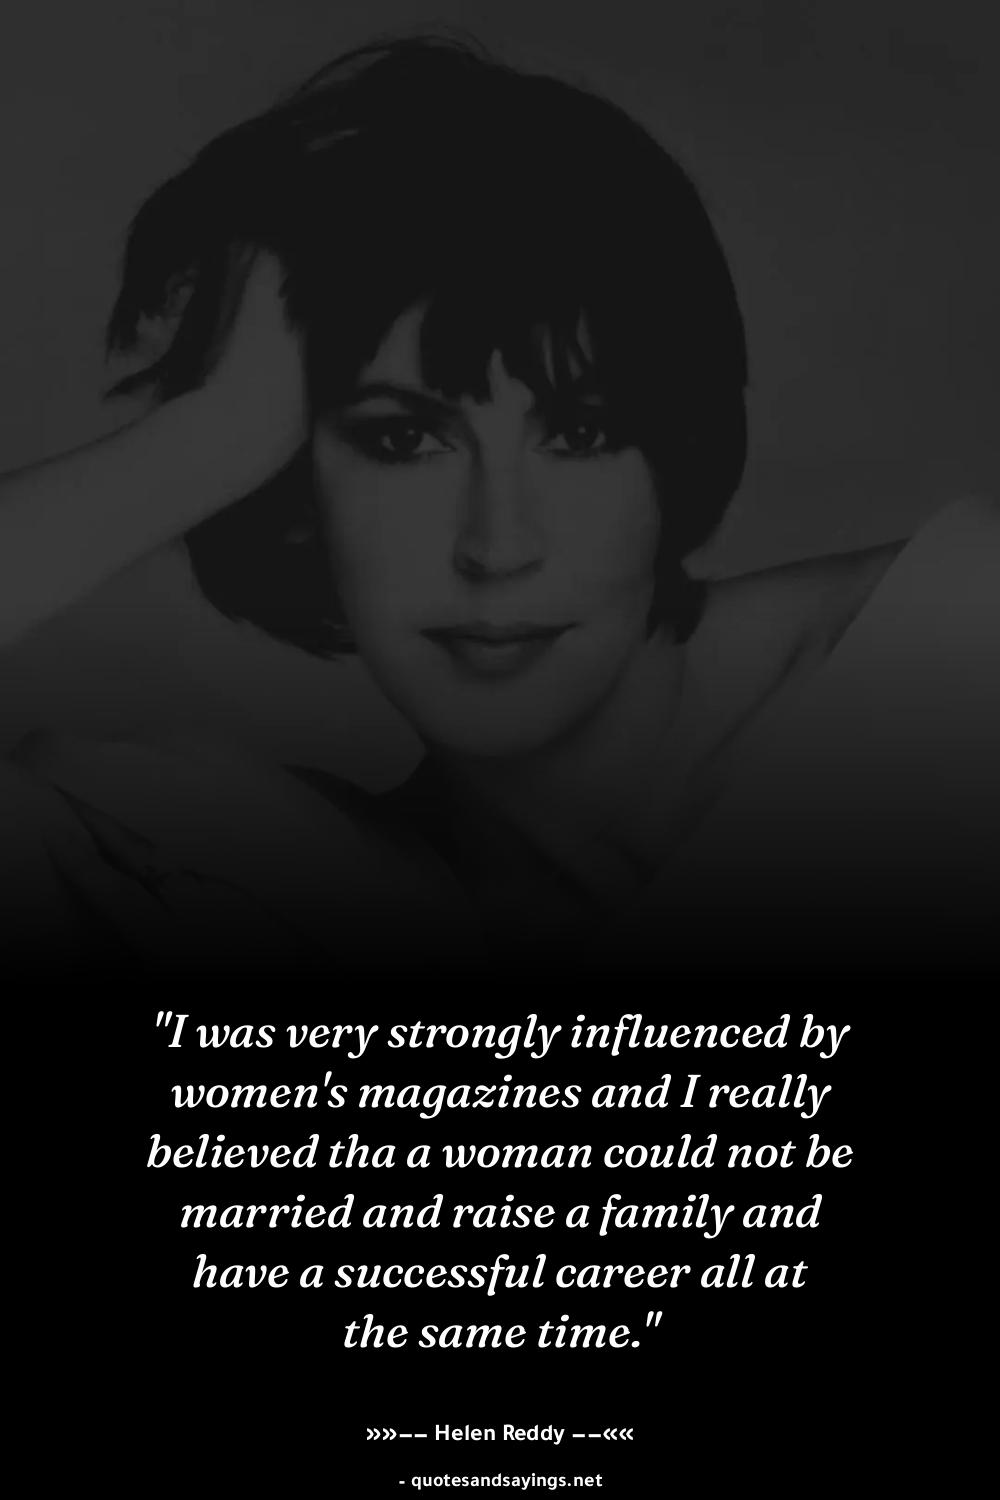 "I was very strongly influenced by
women's magazines and I really
believed tha a woman could not be
married and raise a family and
have a successful career all at
the same time."
»»–– Helen Reddy ––««
- quotesandsayings.net